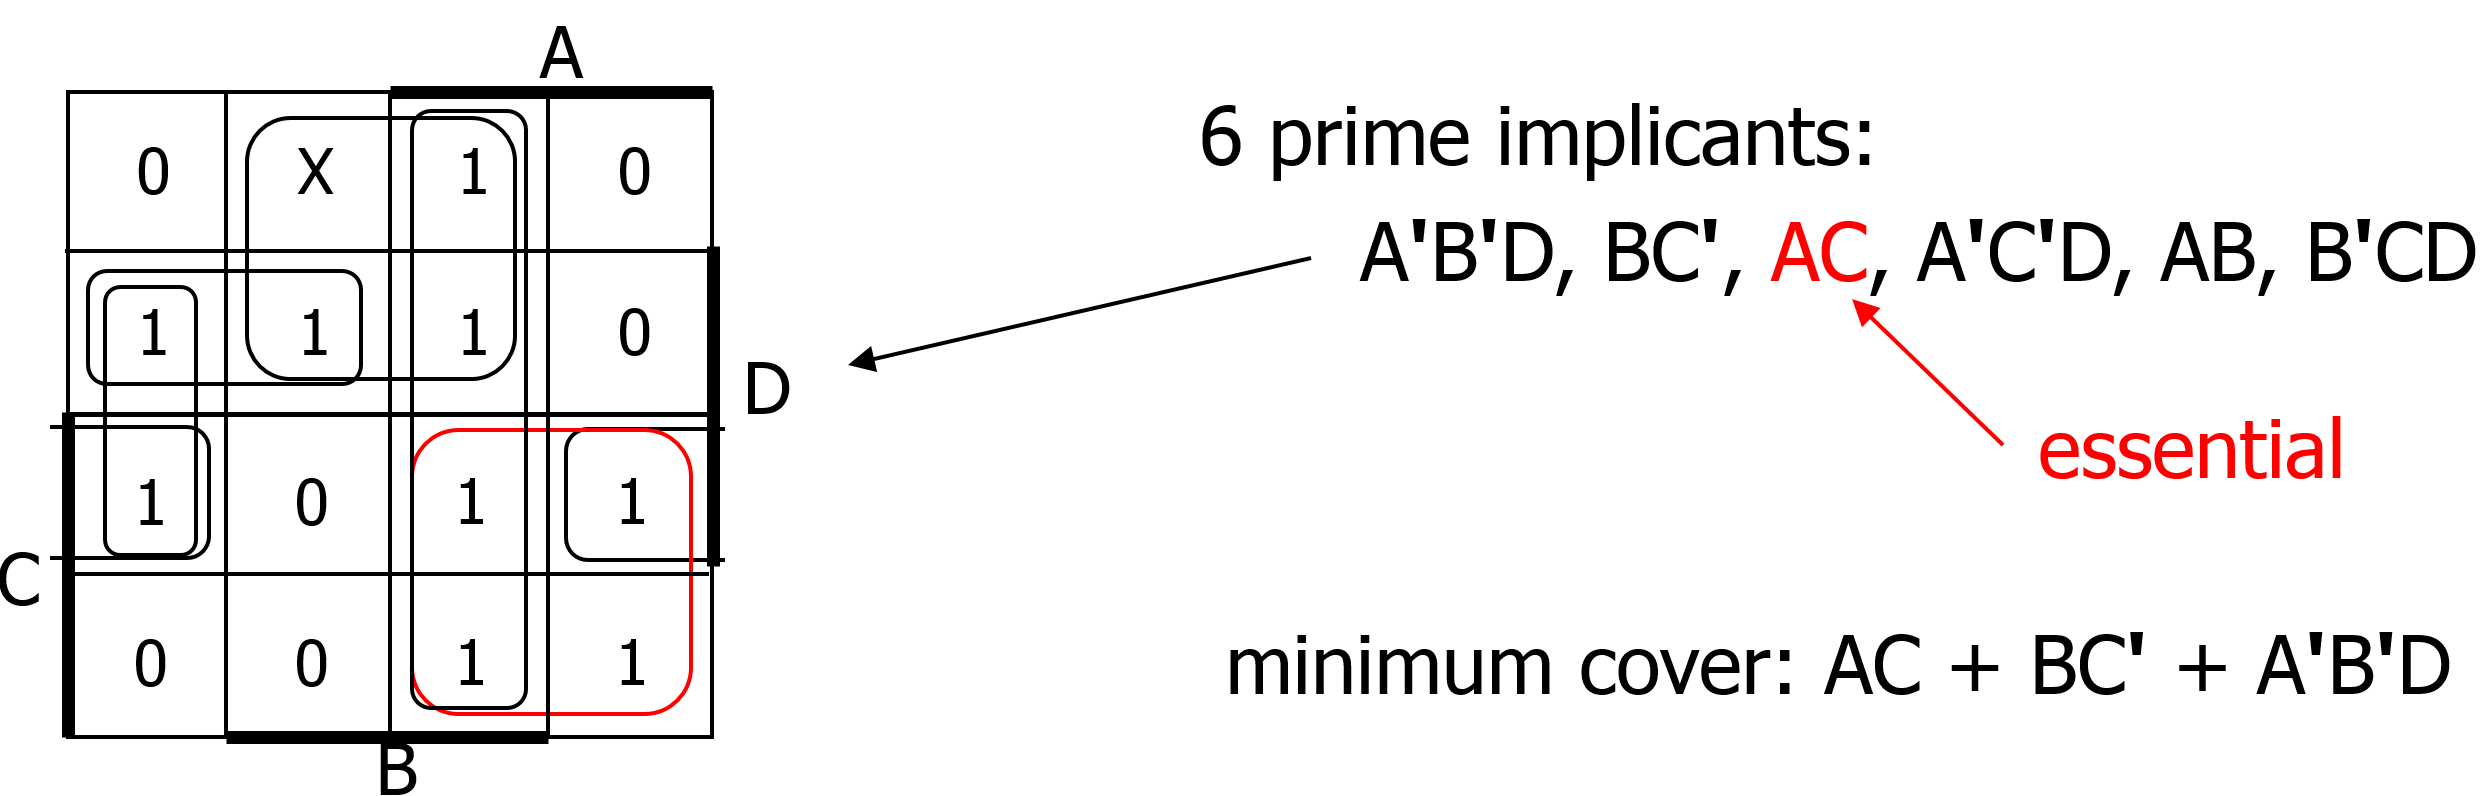 A
0 X 1 0
1 1 1 0
D
1 0 1 1
C
0 0 1 1
B
6 prime implicants:
A'B'D, BC', AC, A'C'D, AB, B'CD
essential
minimum cover: AC + BC' + A'B'D